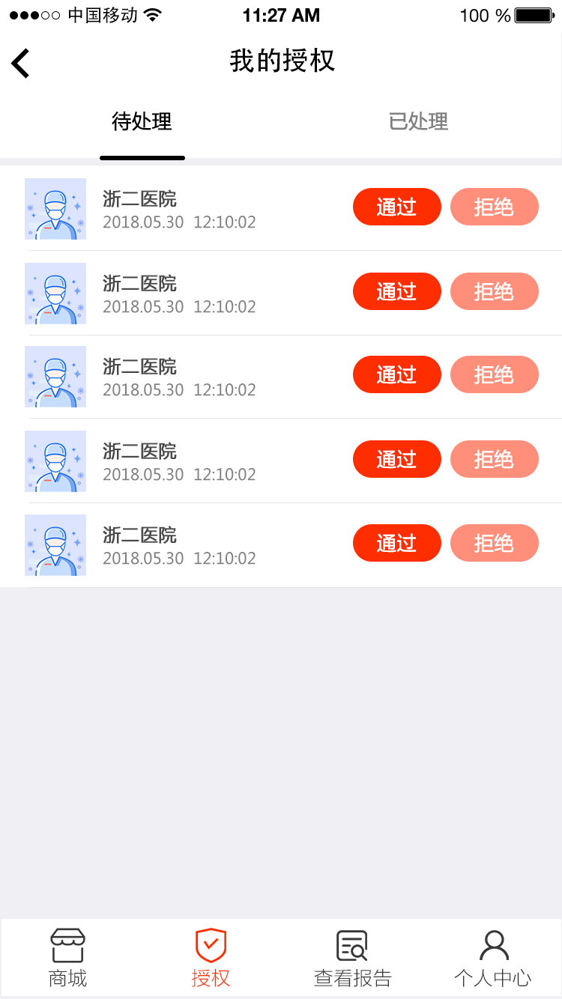 中国移动 11:27 AM 100 %
我的授权
待处理 已处理
浙二医院
2018.05.30 12:10:02
通过 拒绝
浙二医院
2018.05.30 12:10:02
通过 拒绝
浙二医院
2018.05.30 12:10:02
通过 拒绝
浙二医院
2018.05.30 12:10:02
通过 拒绝
浙二医院
2018.05.30 12:10:02
通过 拒绝
商城 授权 查看报告 个人中心